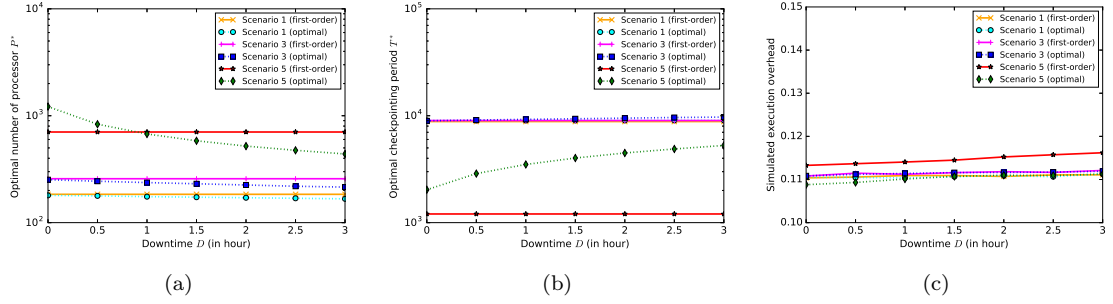 10^4
10^3
10^2
Optimal number of processor P*
0 0.5 1 1.5 2 2.5 3
Downtime D (in hour)
Scenario 1 (first-order)
Scenario 1 (optimal)
Scenario 3 (first-order)
Scenario 3 (optimal)
Scenario 5 (first-order)
Scenario 5 (optimal)
(a)
10^5
10^4
10^3
Optimal checkpointing period T*
0 0.5 1 1.5 2 2.5 3
Downtime D (in hour)
Scenario 1 (first-order)
Scenario 1 (optimal)
Scenario 3 (first-order)
Scenario 3 (optimal)
Scenario 5 (first-order)
Scenario 5 (optimal)
(b)
0.15
0.14
0.13
0.12
0.11
0.10
Simulated execution overhead
0 0.5 1 1.5 2 2.5 3
Downtime D (in hour)
Scenario 1 (first-order)
Scenario 1 (optimal)
Scenario 3 (first-order)
Scenario 3 (optimal)
Scenario 5 (first-order)
Scenario 5 (optimal)
(c)